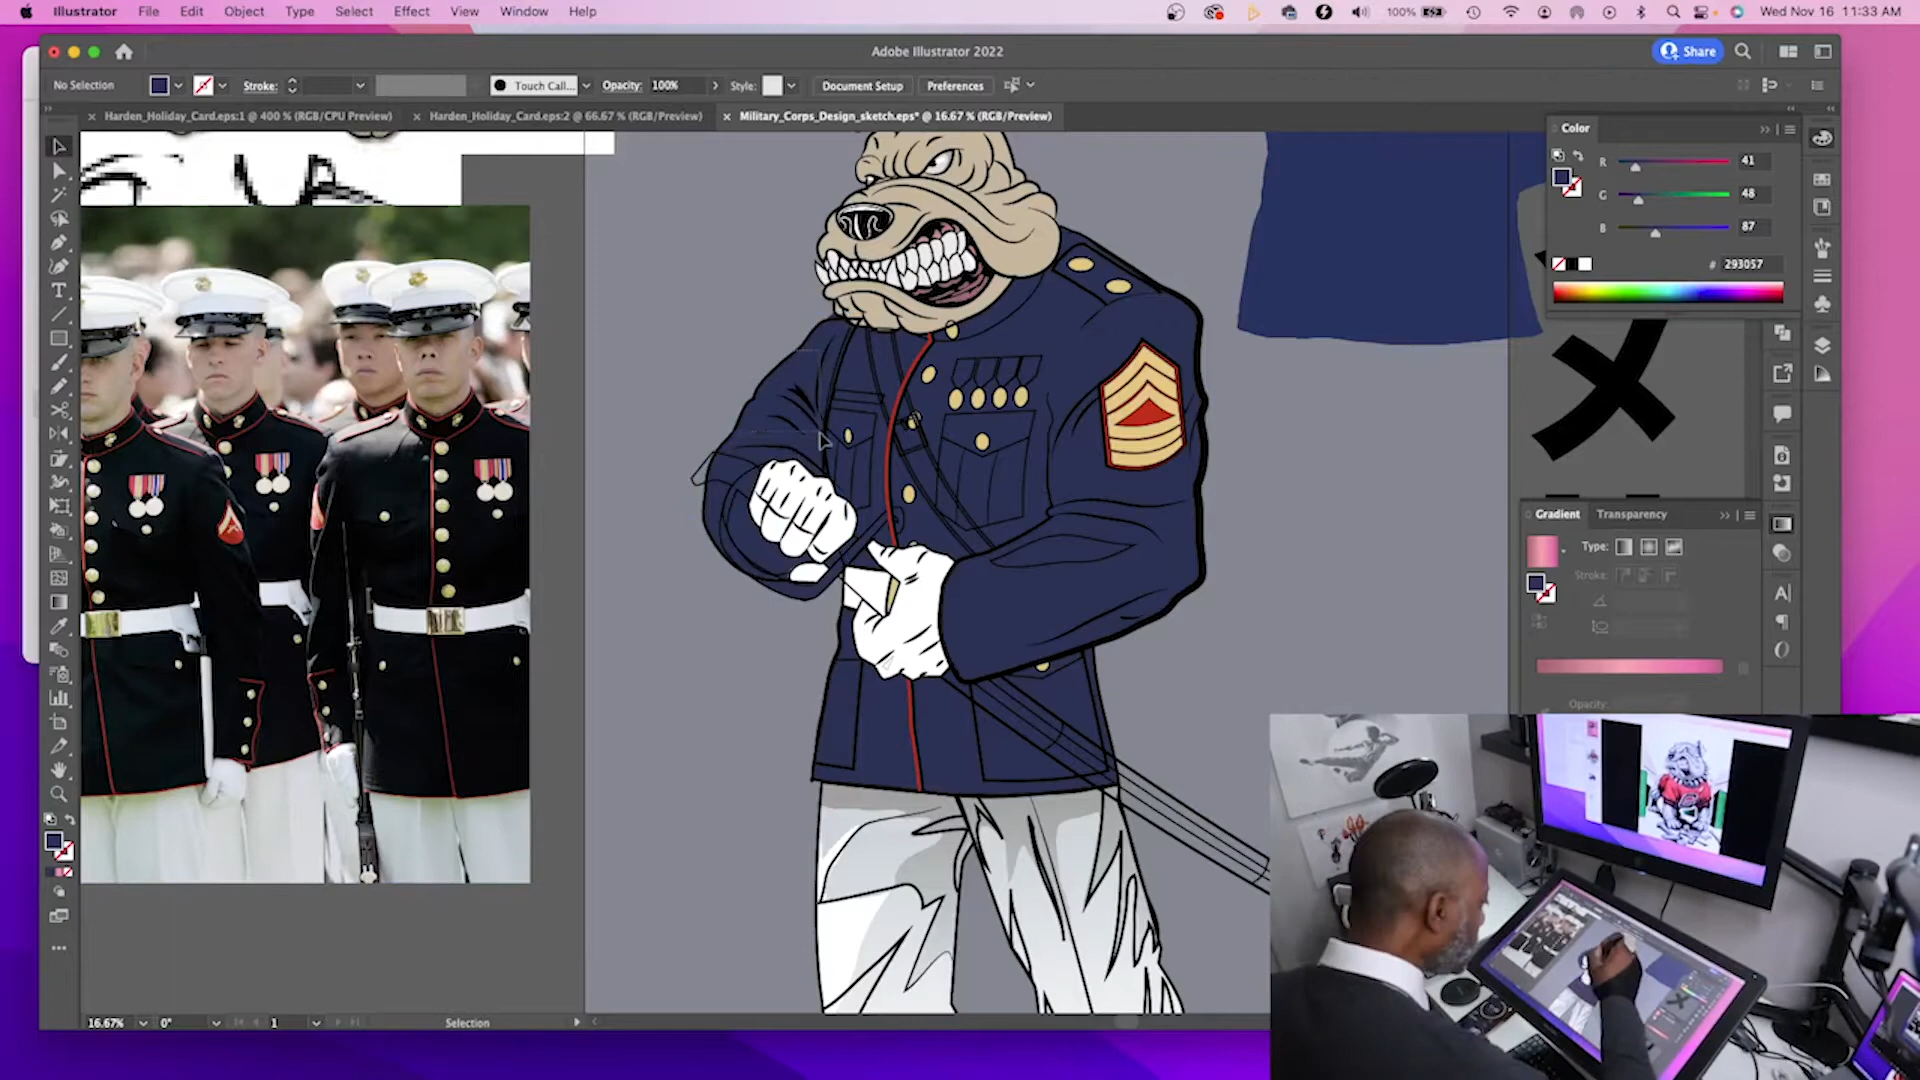 Illustrator File Edit Object Type Select Effect View Window Help
100% Wed Nov 16 11:33 AM
Adobe Illustrator 2022
Share
No Selection Stroke: Touch Call... Opacity: 100% Style: Document Setup Preferences
Harden_Holiday_Card.eps:1 @ 400 % (RGB/CPU Preview) Harden_Holiday_Card.eps:2 @ 66.67 % (RGB/Preview) Military_Corps_Design_sketch.eps* @ 16.67 % (RGB/Preview)
Color
R 41
G 48
B 87
# 293057
Gradient Transparency
Type:
Stroke:
Opacity:
16.67% 0° 1 Selection